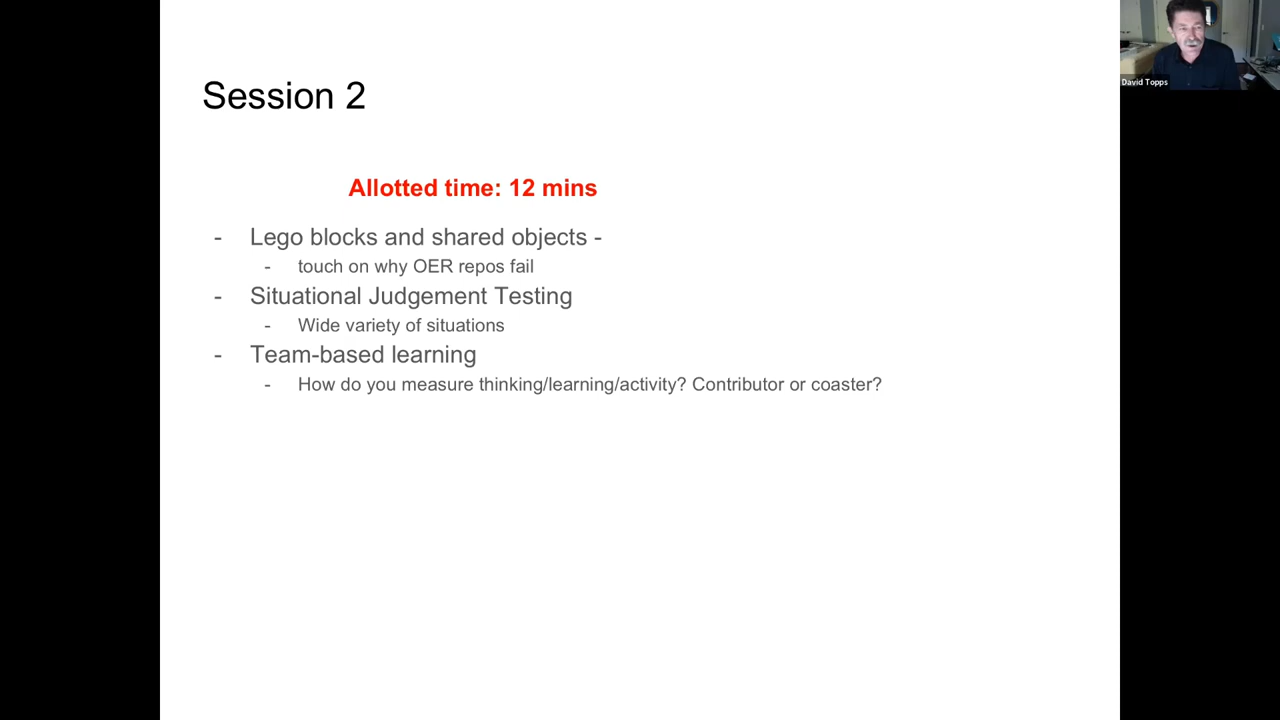 David Topps
Session 2
Allotted time: 12 mins
- Lego blocks and shared objects -
- touch on why OER repos fail
- Situational Judgement Testing
- Wide variety of situations
- Team-based learning
- How do you measure thinking/learning/activity? Contributor or coaster?